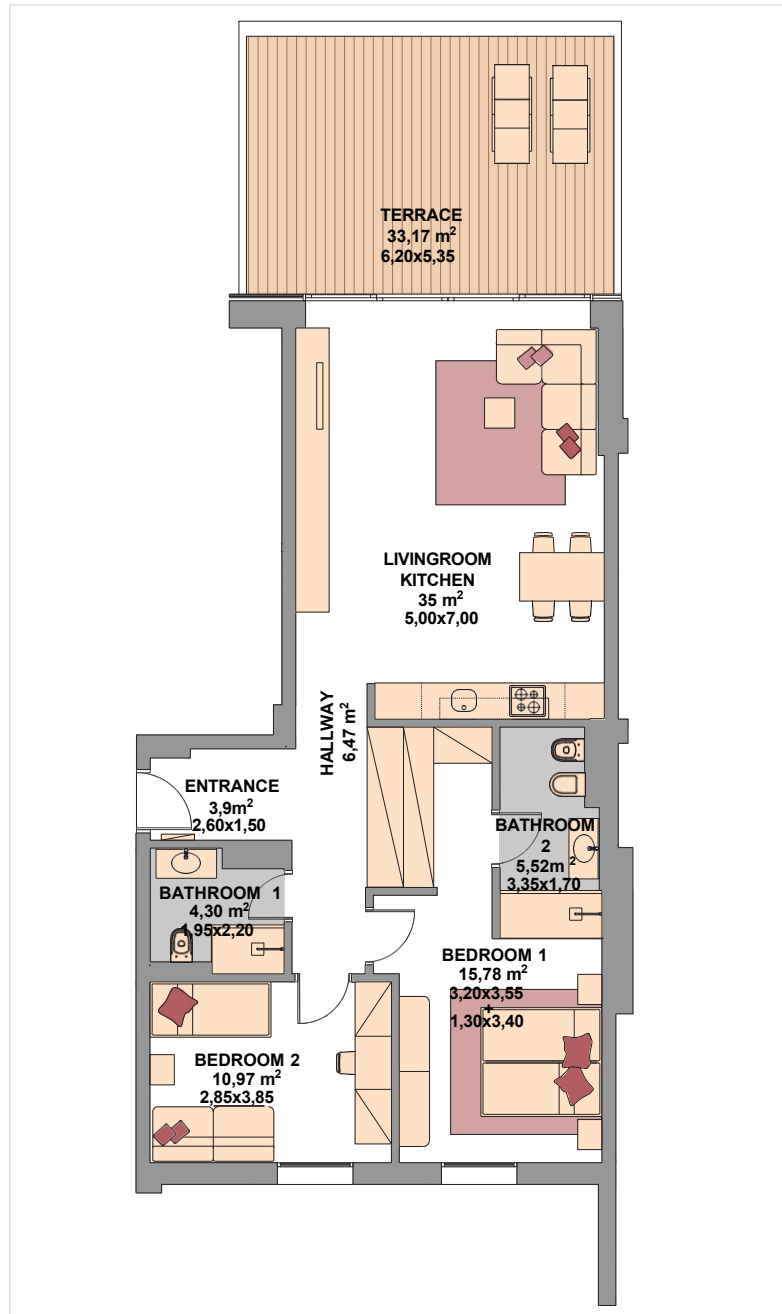 TERRACE
33,17 m²
6,20x5,35
LIVINGROOM
KITCHEN
35 m²
5,00x7,00
HALLWAY
6,47 m²
ENTRANCE
3,9m²
2,60x1,50
BATHROOM 2
5,52m²
3,35x1,70
BATHROOM 1
4,30 m²
1,95x2,20
BEDROOM 1
15,78 m²
3,20x3,55
+
1,30x3,40
BEDROOM 2
10,97 m²
2,85x3,85